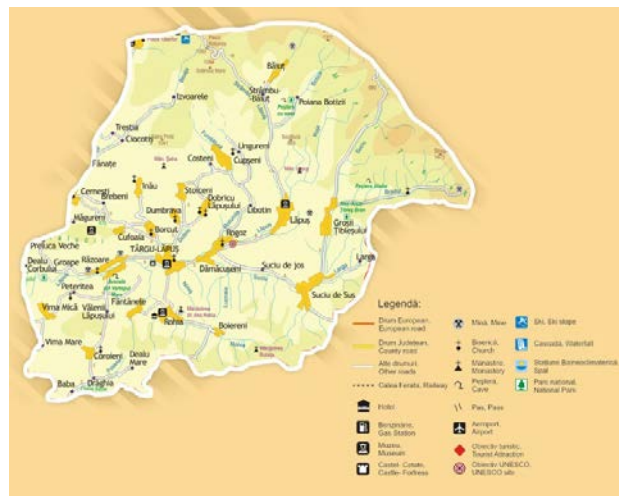 Băiuț
Strâmbu-
Băiuț
Poiana Botizii
Izvoarele
Tresтia
Ciocotiș
Fânațe
Ungureni
Costeni
Cupșeni
Cernești
Brebeni
Inău
Stoiceni
Dobricu
Lăpușului
Dumbrava
Libotin
Lăpuș
Groșii
Țibleșului
Măgureni
Cufoaia
Borcut
Rogoz
Preluca Veche
TÂRGU-LĂPUȘ
Dealu
Corbului
Groape
Răzoare
Dămăcușeni
Suciu de Jos
Larga
Peteritea
Suciu de Sus
Vima Mică
Văleni
Lăpușului
Fântânele
Rohia
Boiereni
Vima Mare
Coroieni
Dealu
Mare
Baba
Drăghia
Legendă:
Drum European,
European road
Drum Județean,
County road
Alte drumuri,
Other roads
Calea Ferată, Railway
Hotel
Benzinărie,
Gas Station
Muzeu,
Museum
Castel- Cetate,
Castle- Fortress
Mină, Mine
Biserică,
Church
Mănăstire,
Monastery
Peșteră,
Cave
Pas, Pass
Aeroport,
Airport
Obiectiv turistic,
Tourist Attraction
Obiectiv UNESCO,
UNESCO site
Ski, Ski slope
Cascadă, Waterfall
Stațiune Balneoclimaterică,
Spa
Parc național,
National Park